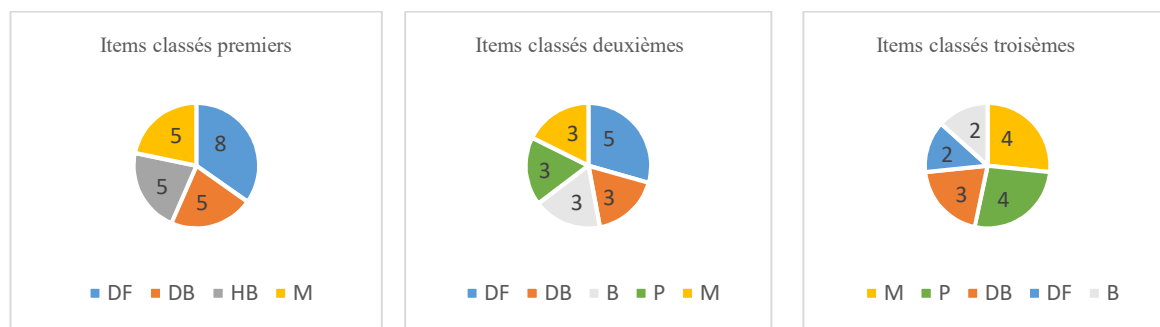 Items classés premiers
5
8
5
5
DF DB HB M
Items classés deuxièmes
3
5
3
3
3
DF DB B P M
Items classés troisèmes
2
4
2
3
4
M P DB DF B